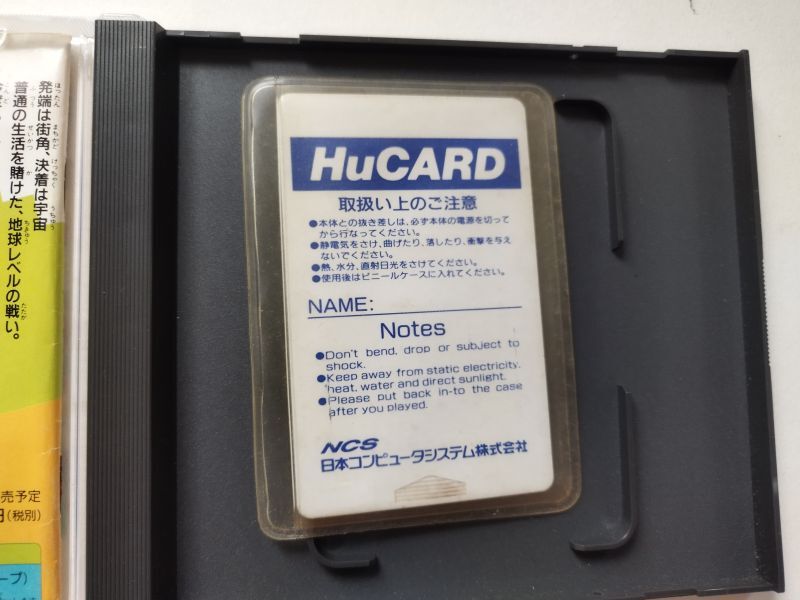 発端は街角、決着は宇宙
普通の生活を賭けた、地球レベルの戦い。
売予定
円(税別)
ープ)
HuCARD
取扱い上のご注意
●本体との抜き差しは、必ず本体の電源を切って
から行なってください。
●静電気をさけ、曲げたり、落したり、衝撃を与え
ないでください。
●熱、水分、直射日光をさけてください。
●使用後はビニールケースに入れてください。
NAME:
Notes
●Don't bend, drop or subject to
shock.
●Keep away from static electricity,
heat, water and direct sunlight.
●Please put back in-to the case
after you played.
NCS
日本コンピュータシステム株式会社